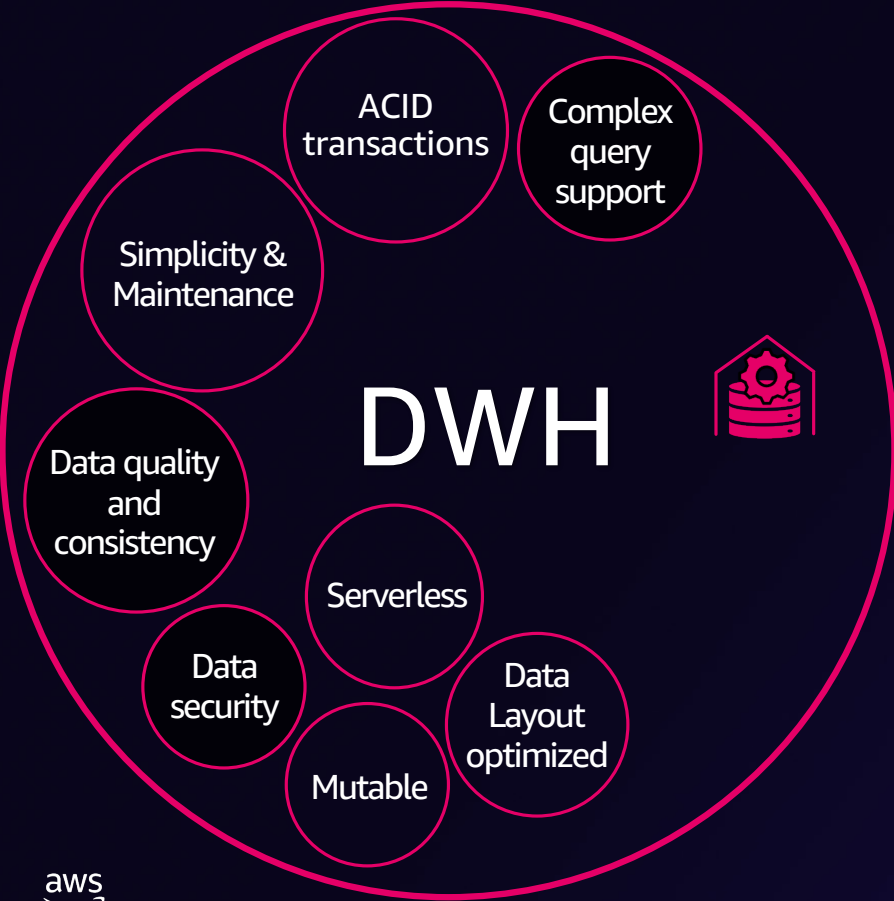 ACID
transactions
Complex
query
support
Simplicity &
Maintenance
DWH
Data quality
and
consistency
Serverless
Data
security
Data
Layout
optimized
Mutable
aws